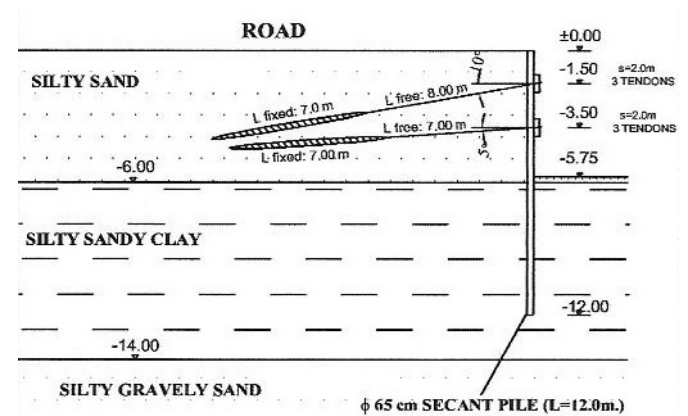 ROAD
±0.00
SILTY SAND
10°
-1.50
s=2.0m
3 TENDONS
L free: 8.00 m
L fixed: 7.0 m
-3.50
s=2.0m
3 TENDONS
L free: 7.00 m
L fixed: 7.00 m
5°
-5.75
-6.00
SILTY SANDY CLAY
-12.00
-14.00
SILTY GRAVELY SAND
ϕ 65 cm SECANT PILE (L=12.0m.)